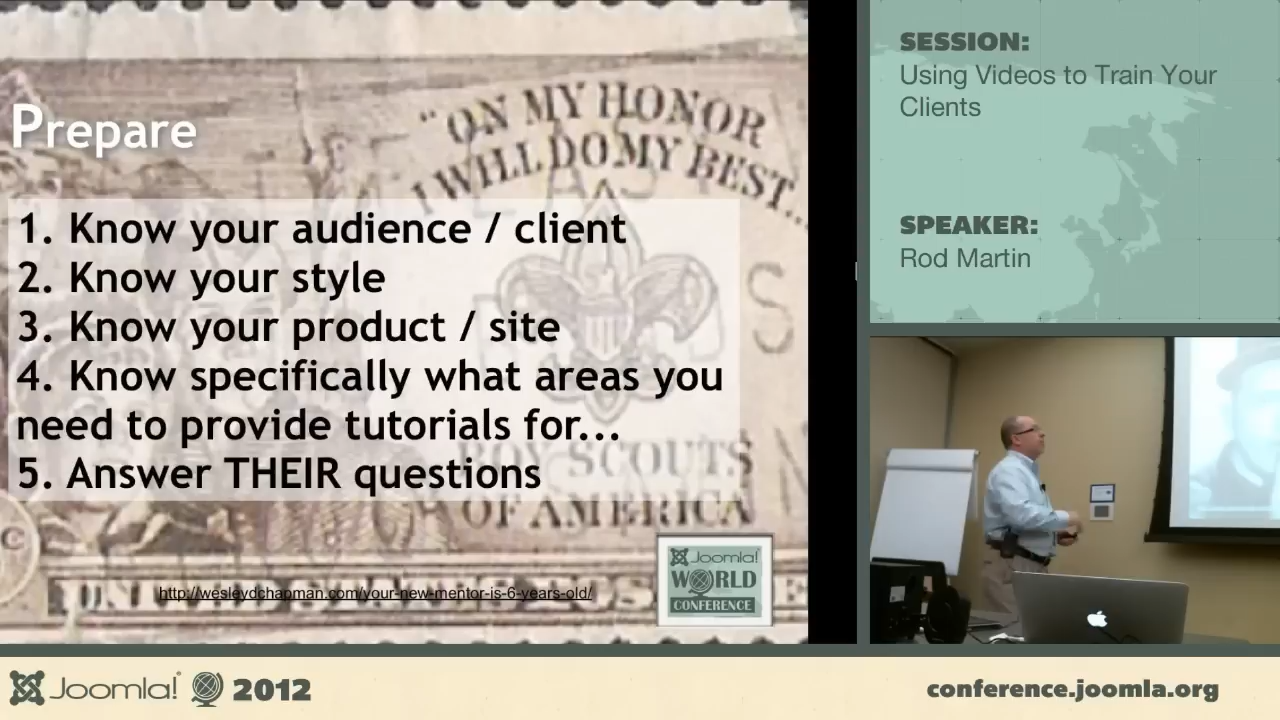 Prepare
"ON MY HONOR
I WILL DO MY BEST...
1. Know your audience / client
2. Know your style
3. Know your product / site
4. Know specifically what areas you
need to provide tutorials for...
5. Answer THEIR questions
BOY SCOUTS
OF AMERICA
http://wesleydchapman.com/your-new-mentor-is-6-years-old/
Joomla!
WORLD
CONFERENCE
SESSION:
Using Videos to Train Your
Clients
SPEAKER:
Rod Martin
Joomla! 2012
conference.joomla.org